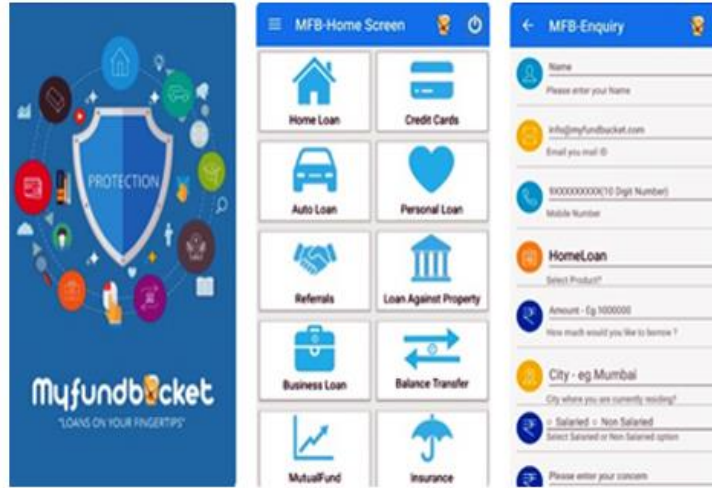 PROTECTION
Myfundbucket
"LOANS ON YOUR FINGERTIPS"
MFB-Home Screen
Home Loan
Credit Cards
Auto Loan
Personal Loan
Referrals
Loan Against Property
Business Loan
Balance Transfer
MutualFund
Insurance
MFB-Enquiry
Name
Please enter your Name
info@myfundbucket.com
Email you mail ID
9XXXXXXXXX(10 Digit Number)
Mobile Number
HomeLoan
Select Product?
Amount - Eg 1000000
How much would you like to borrow ?
City - eg.Mumbai
City where you are currently residing?
Salaried Non Salaried
Select Salaried or Non Salaried option
Please enter your concern